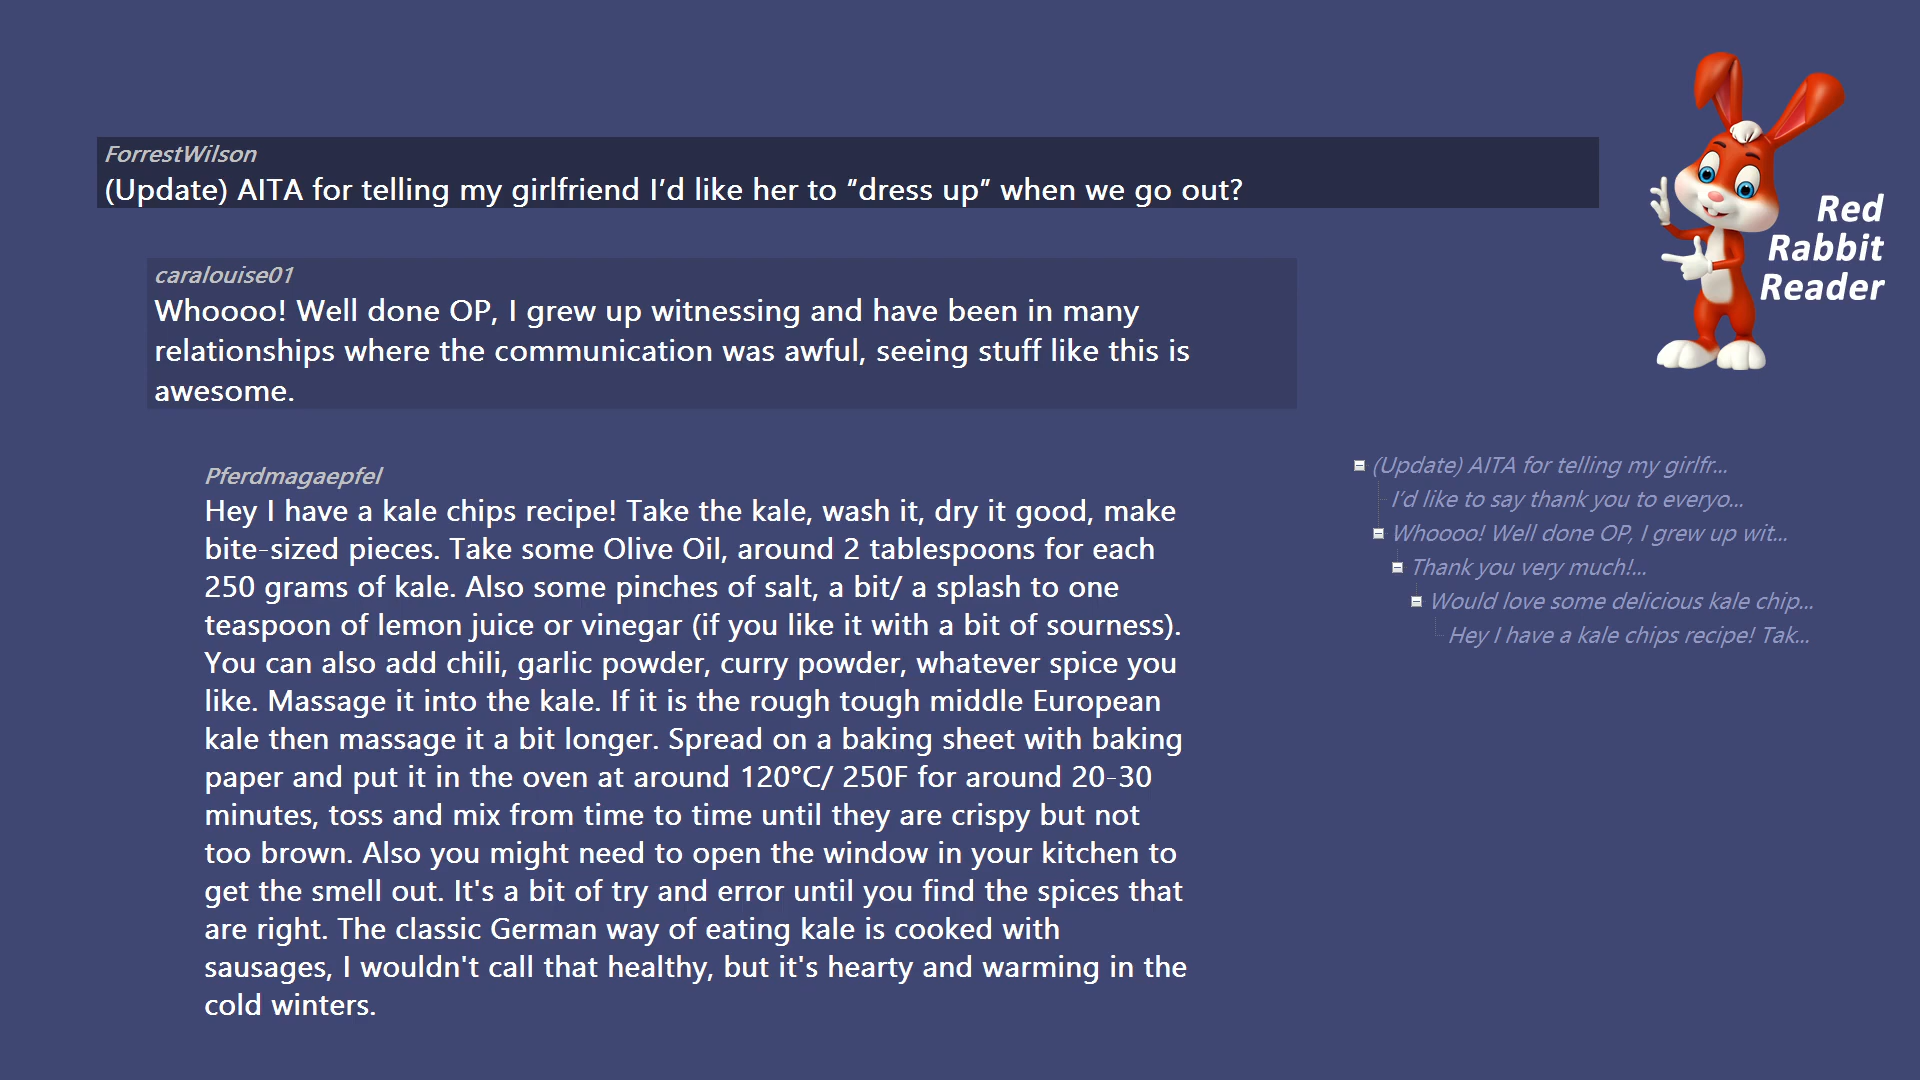 ForrestWilson
(Update) AITA for telling my girlfriend I’d like her to “dress up” when we go out?
caralouise01
Whoooo! Well done OP, I grew up witnessing and have been in many
relationships where the communication was awful, seeing stuff like this is
awesome.
Pferdmagaepfel
Hey I have a kale chips recipe! Take the kale, wash it, dry it good, make
bite-sized pieces. Take some Olive Oil, around 2 tablespoons for each
250 grams of kale. Also some pinches of salt, a bit/ a splash to one
teaspoon of lemon juice or vinegar (if you like it with a bit of sourness).
You can also add chili, garlic powder, curry powder, whatever spice you
like. Massage it into the kale. If it is the rough tough middle European
kale then massage it a bit longer. Spread on a baking sheet with baking
paper and put it in the oven at around 120°C/ 250F for around 20-30
minutes, toss and mix from time to time until they are crispy but not
too brown. Also you might need to open the window in your kitchen to
get the smell out. It's a bit of try and error until you find the spices that
are right. The classic German way of eating kale is cooked with
sausages, I wouldn't call that healthy, but it's hearty and warming in the
cold winters.
Red
Rabbit
Reader
(Update) AITA for telling my girlfr...
I’d like to say thank you to everyo...
Whoooo! Well done OP, I grew up wit...
Thank you very much!...
Would love some delicious kale chip...
Hey I have a kale chips recipe! Tak...